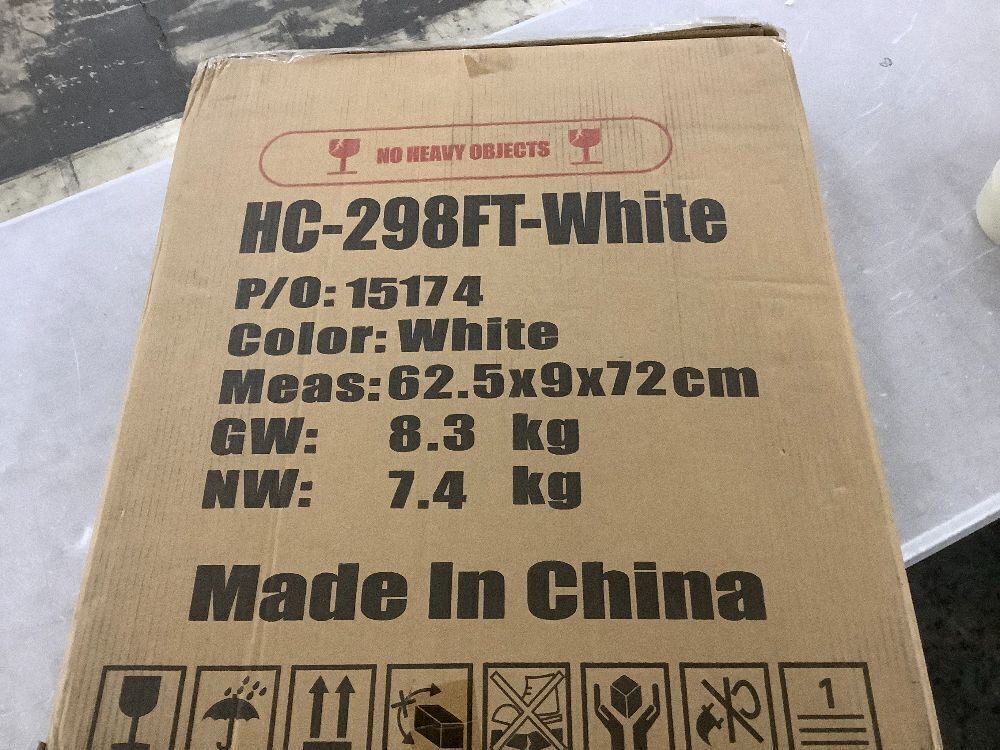 NO HEAVY OBJECTS
HC-298FT-White
P/O: 15174
Color: White
Meas: 62.5x9x72cm
GW: 8.3 kg
NW: 7.4 kg
Made In China
1